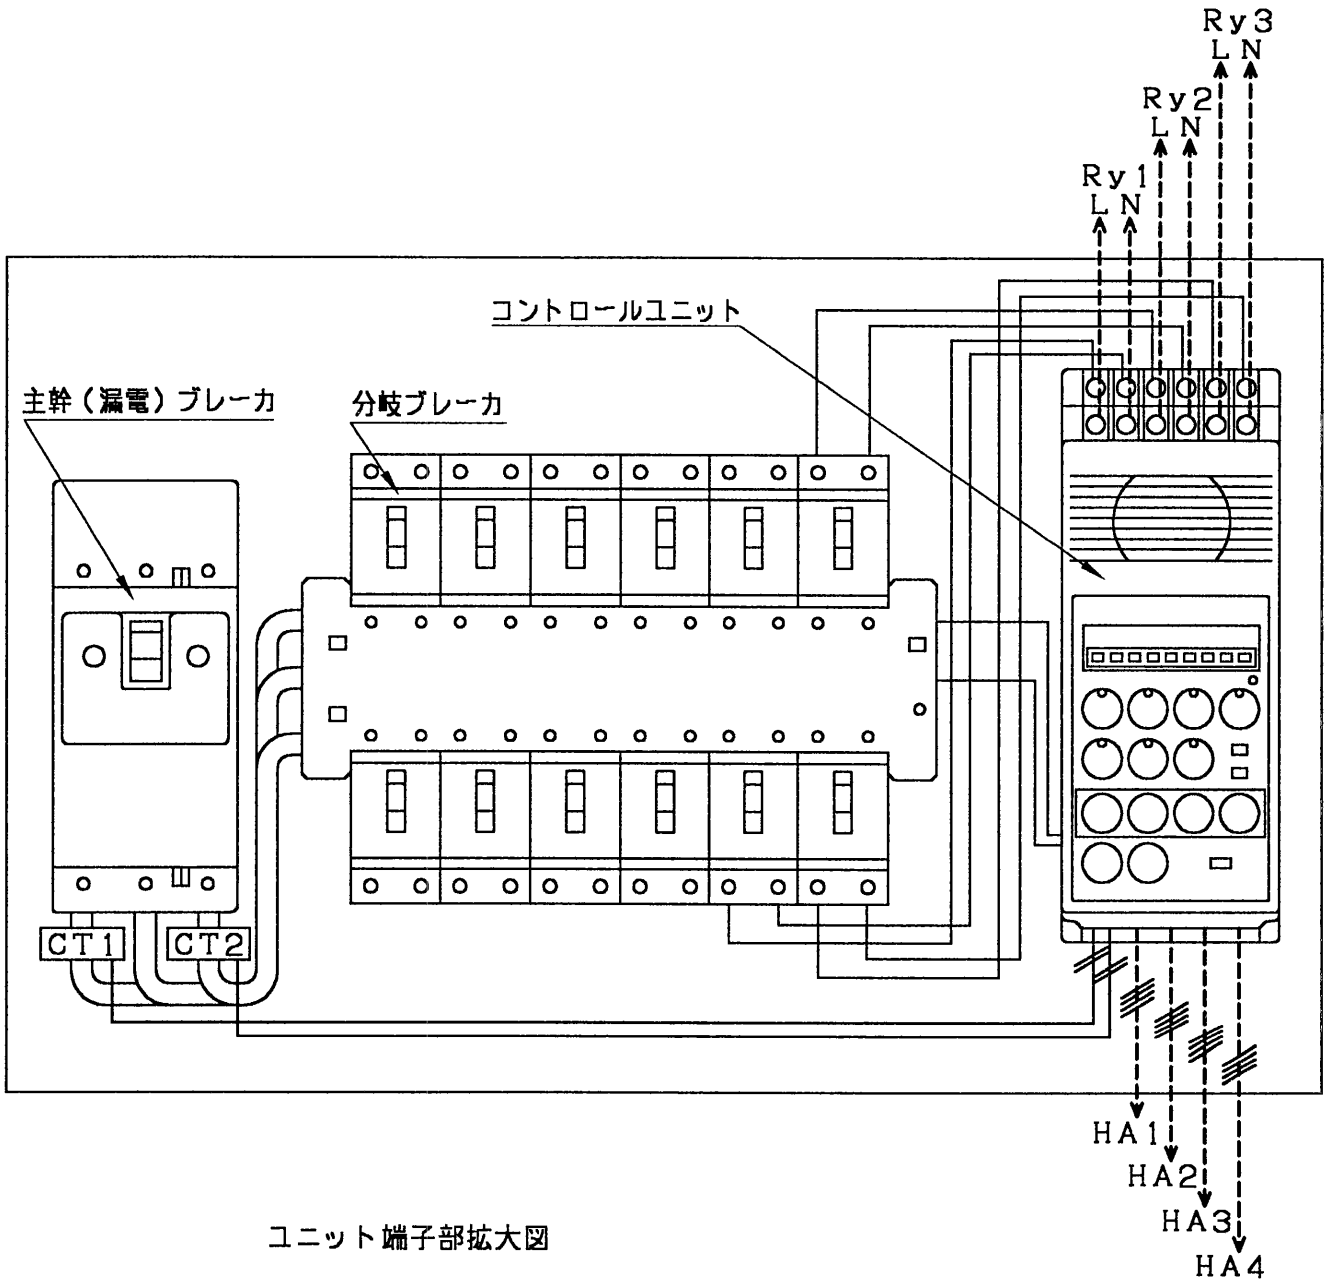 Ry3
L N
Ry2
L N
Ry1
L N
コントロールユニット
主幹(漏電)ブレーカ
分岐ブレーカ
CT1
CT2
HA1
HA2
HA3
HA4
ユニット端子部拡大図